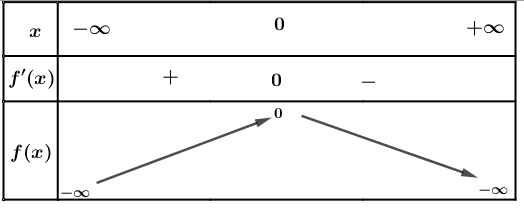 x −∞ 0 +∞
f′(x) + 0 −
0
f(x)
−∞ −∞